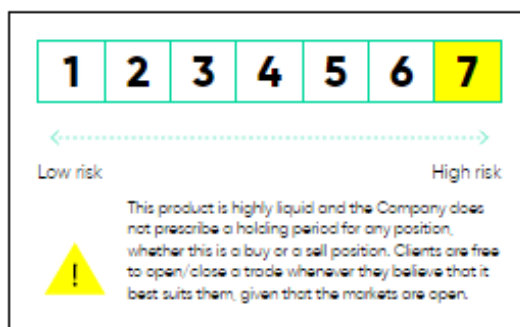 1 2 3 4 5 6 7
Low risk High risk
This product is highly liquid and the Company does
not prescribe a holding period for any position,
whether this is a buy or a sell position. Clients are free
! to open/close a trade whenever they believe that it
best suits them, given that the markets are open.